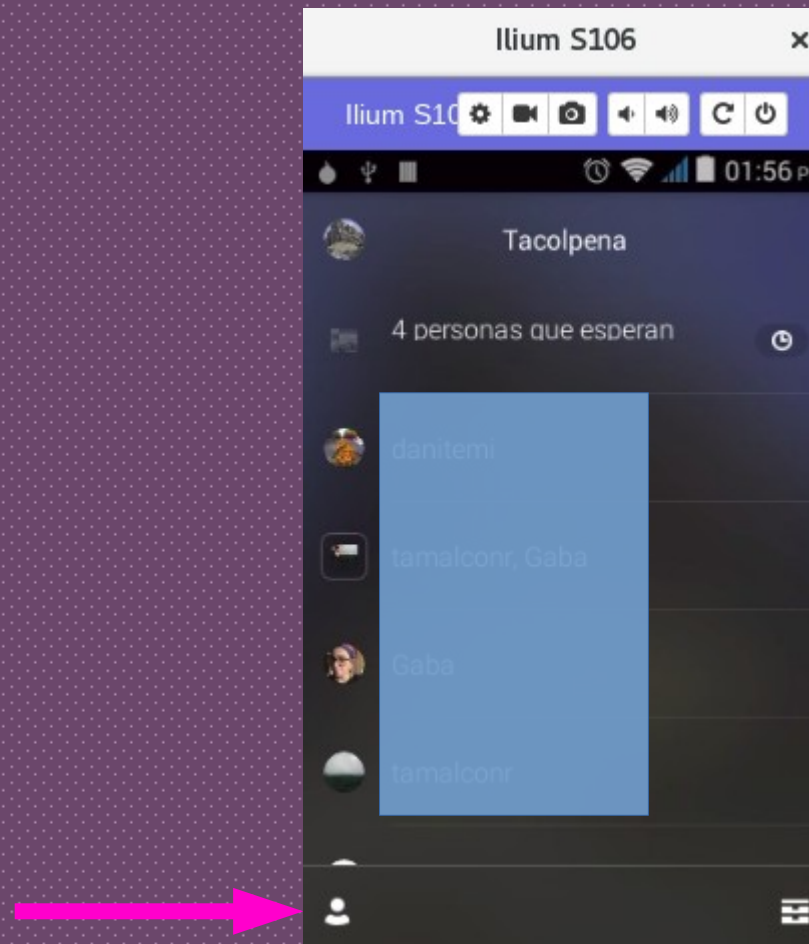 Ilium S106
Ilium S10
01:56 P
Tacolpena
4 personas que esperan
danitemi
tamalconr, Gaba
Gaba
tamalconr